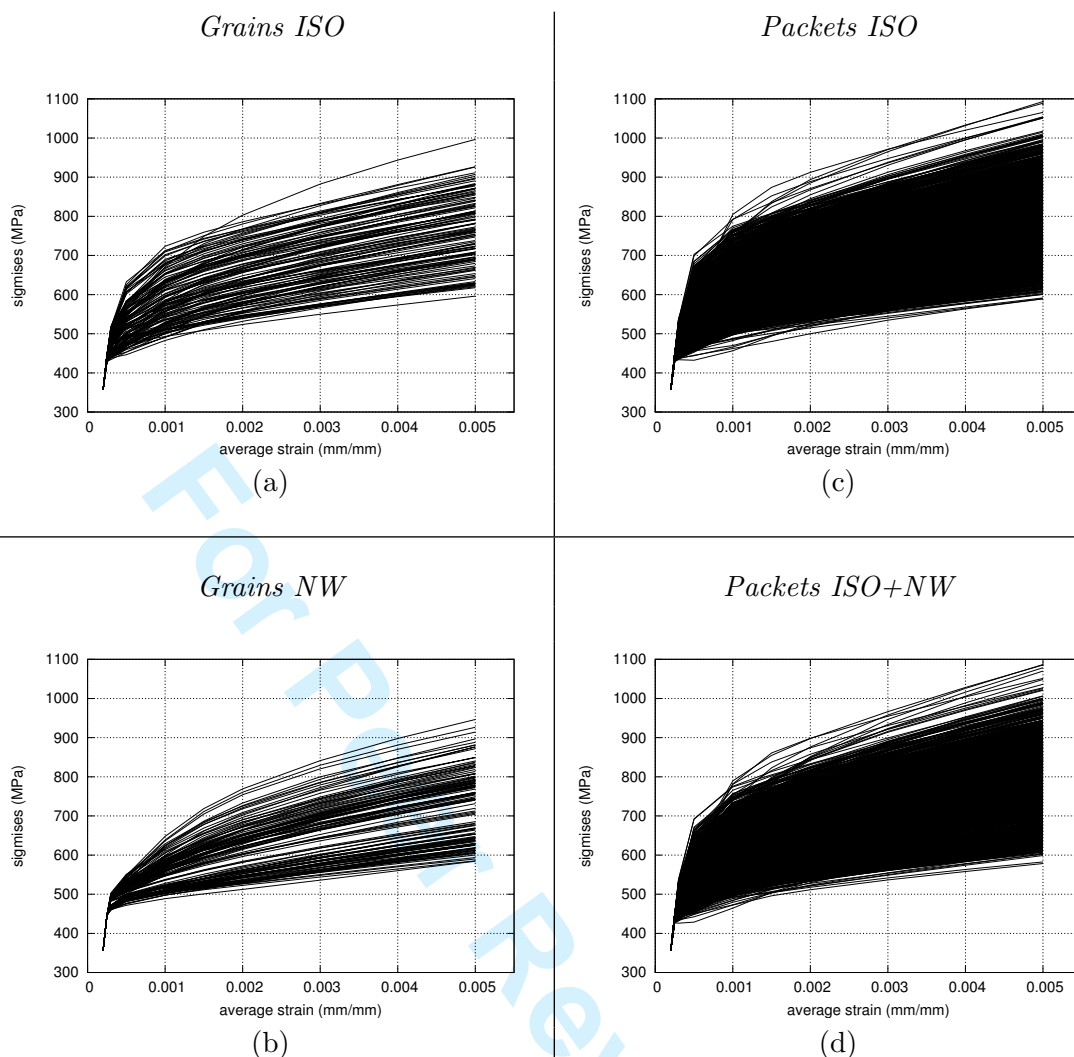 Grains ISO
1100
1000
900
800
700
600
500
400
300
sigmises (MPa)
0 0.001 0.002 0.003 0.004 0.005
average strain (mm/mm)
(a)
Packets ISO
1100
1000
900
800
700
600
500
400
300
sigmises (MPa)
0 0.001 0.002 0.003 0.004 0.005
average strain (mm/mm)
(c)
Grains NW
1100
1000
900
800
700
600
500
400
300
sigmises (MPa)
0 0.001 0.002 0.003 0.004 0.005
average strain (mm/mm)
(b)
Packets ISO+NW
1100
1000
900
800
700
600
500
400
300
sigmises (MPa)
0 0.001 0.002 0.003 0.004 0.005
average strain (mm/mm)
(d)
For Peer Rev